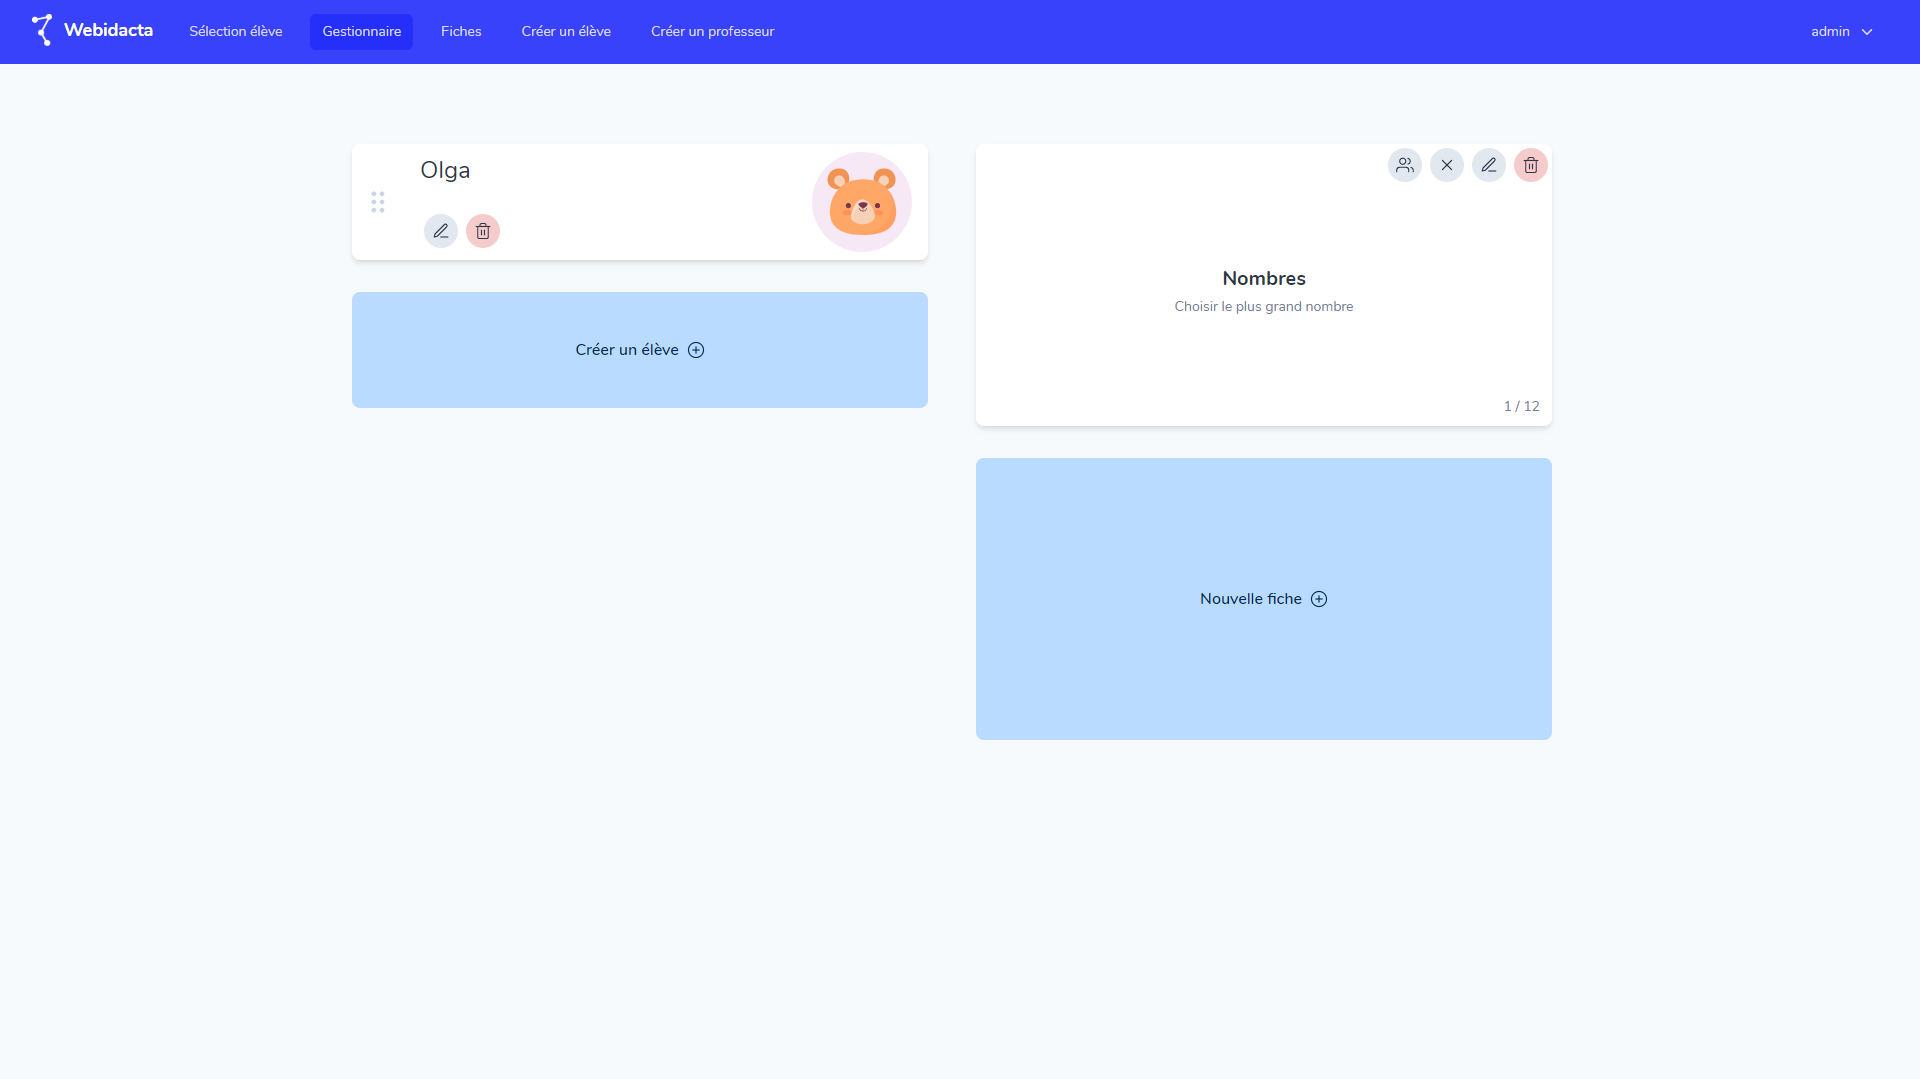 Webidacta
Sélection élève
Gestionnaire
Fiches
Créer un élève
Créer un professeur
admin
Olga
Créer un élève
Nombres
Choisir le plus grand nombre
1 / 12
Nouvelle fiche